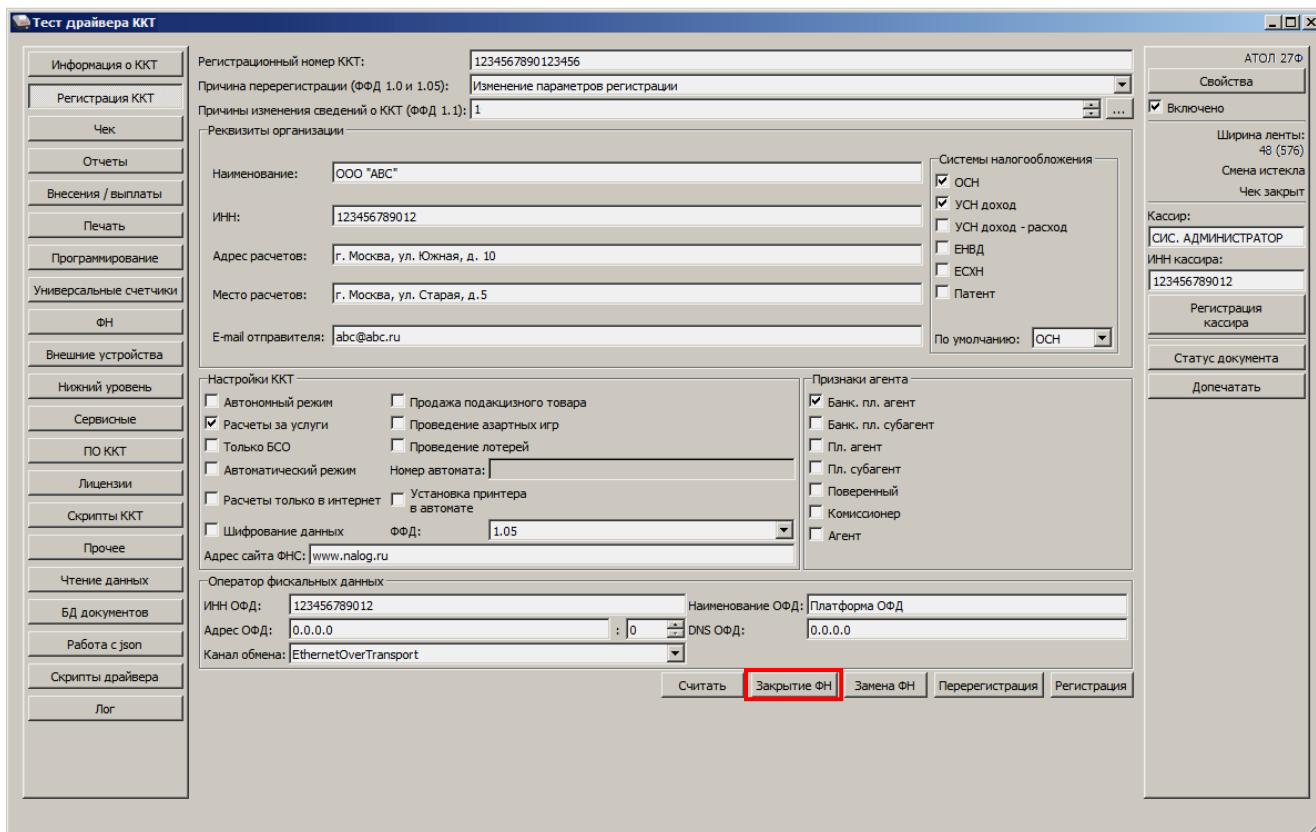 Тест драйвера ККТ
Информация о ККТ
Регистрация ККТ
Чек
Отчеты
Внесения / выплаты
Печать
Программирование
Универсальные счетчики
ФН
Внешние устройства
Нижний уровень
Сервисные
ПО ККТ
Лицензии
Скрипты ККТ
Прочее
Чтение данных
БД документов
Работа с json
Скрипты драйвера
Лог
Регистрационный номер ККТ: 1234567890123456
Причина перерегистрации (ФФД 1.0 и 1.05): Изменение параметров регистрации
Причины изменения сведений о ККТ (ФФД 1.1): 1 ...
Реквизиты организации
Наименование: ООО "АВС"
ИНН: 123456789012
Адрес расчетов: г. Москва, ул. Южная, д. 10
Место расчетов: г. Москва, ул. Старая, д.5
E-mail отправителя: abc@abc.ru
Системы налогообложения
ОСН
УСН доход
УСН доход - расход
ЕНВД
ЕСХН
Патент
По умолчанию: ОСН
Настройки ККТ
Автономный режим Продажа подакцизного товара
Расчеты за услуги Проведение азартных игр
Только БСО Проведение лотерей
Автоматический режим Номер автомата:
Расчеты только в интернет Установка принтера
в автомате
Шифрование данных ФФД: 1.05
Адрес сайта ФНС: www.nalog.ru
Признаки агента
Банк. пл. агент
Банк. пл. субагент
Пл. агент
Пл. субагент
Поверенный
Комиссионер
Агент
Оператор фискальных данных
ИНН ОФД: 123456789012 Наименование ОФД: Платформа ОФД
Адрес ОФД: 0.0.0.0 : 0 DNS ОФД: 0.0.0.0
Канал обмена: EthernetOverTransport
Считать Закрытие ФН Замена ФН Перерегистрация Регистрация
АТОЛ 27Ф
Свойства
Включено
Ширина ленты:
48 (576)
Смена истекла
Чек закрыт
Кассир:
СИС. АДМИНИСТРАТОР
ИНН кассира:
123456789012
Регистрация
кассира
Статус документа
Допечатать